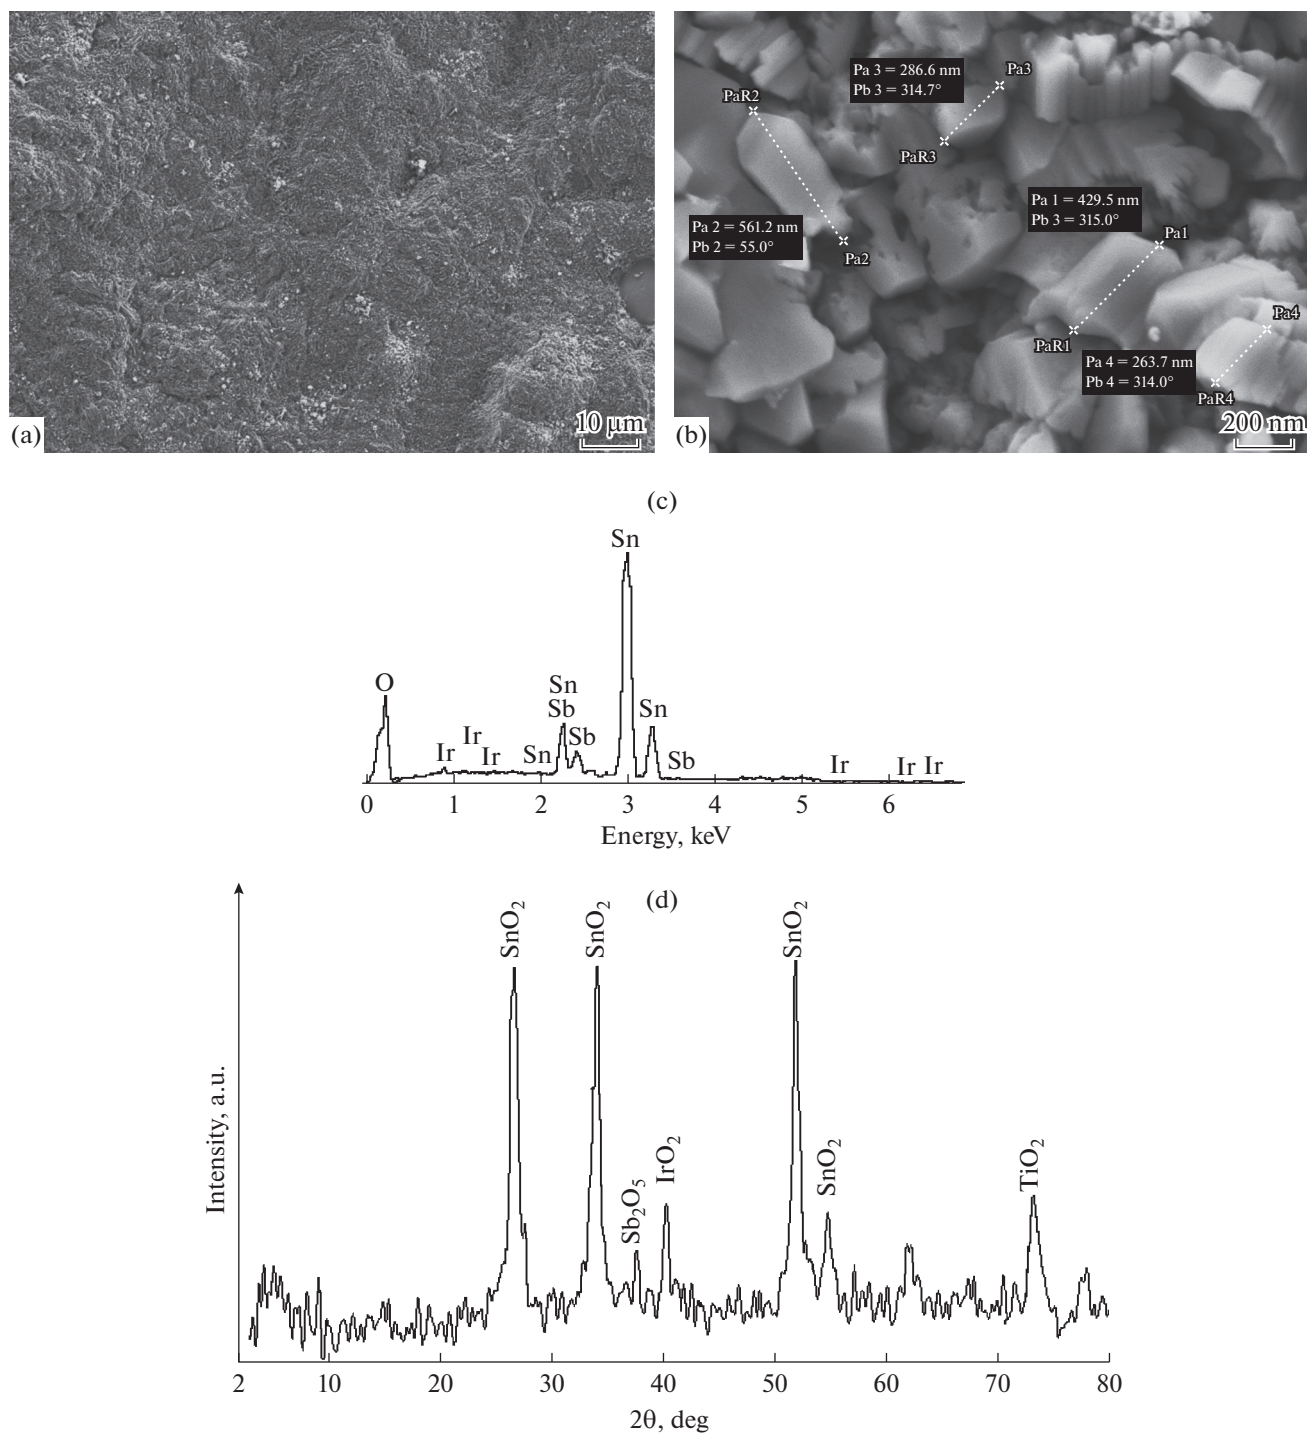 (a)
10 μm
Pa 3 = 286.6 nm
Pb 3 = 314.7°
Pa3
PaR2
PaR3
Pa 1 = 429.5 nm
Pb 3 = 315.0°
Pa1
Pa 2 = 561.2 nm
Pb 2 = 55.0°
Pa2
Pa4
PaR1
Pa 4 = 263.7 nm
Pb 4 = 314.0°
PaR4
(b)
200 nm
(c)
Sn
O
Sn
Sb
Sn
Ir
Ir
Ir
Sn
Sb
Sb
Ir
Ir
Ir
0 1 2 3 4 5 6
Energy, keV
(d)
SnO₂
SnO₂
SnO₂
Sb₂O₅
IrO₂
SnO₂
TiO₂
Intensity, a.u.
2 10 20 30 40 50 60 70 80
2θ, deg